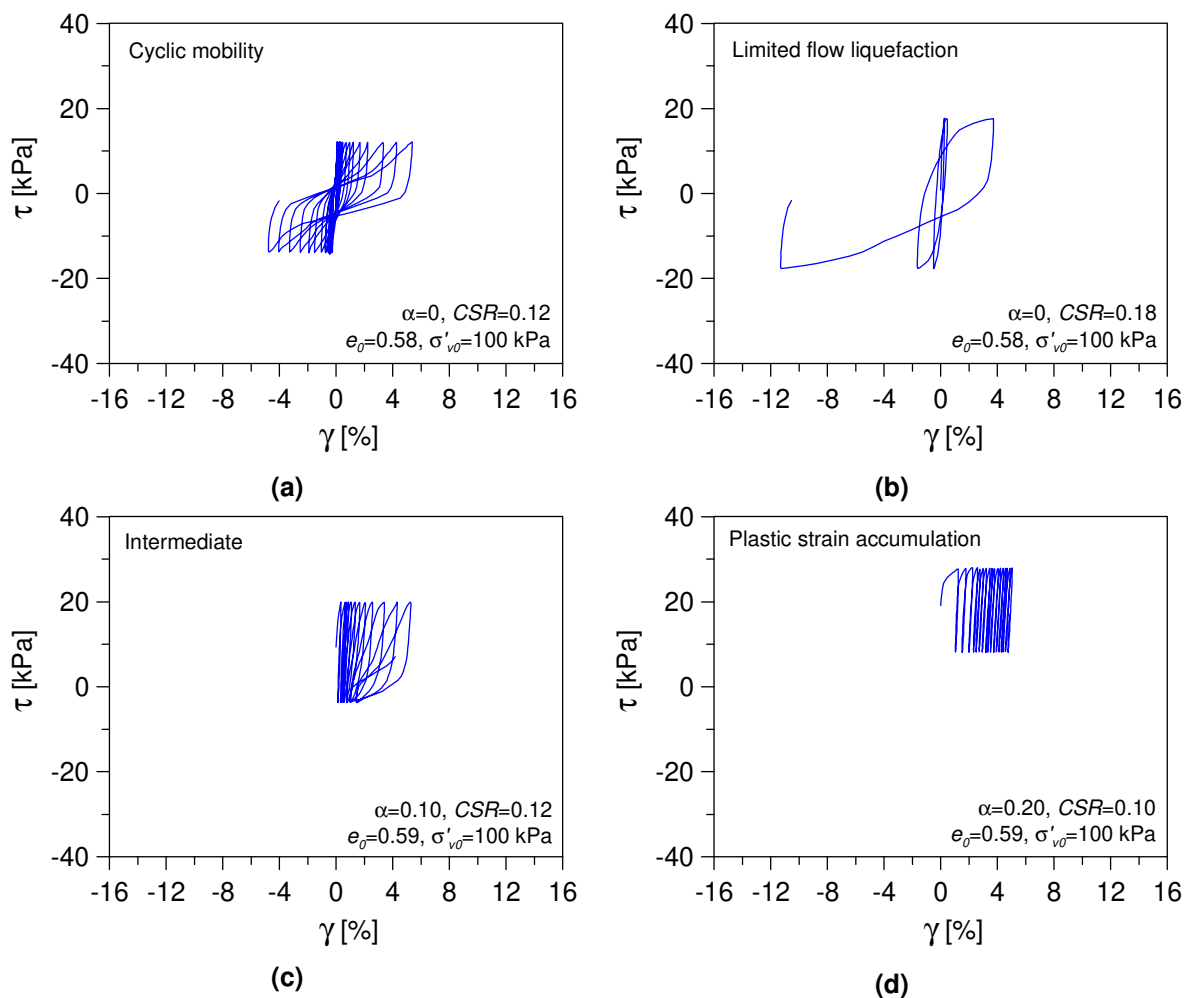 40
20
0
-20
-40
τ [kPa]
Cyclic mobility
α=0, CSR=0.12
e0=0.58, σ'v0=100 kPa
-16 -12 -8 -4 0 4 8 12 16
γ [%]
(a)
40
20
0
-20
-40
τ [kPa]
Limited flow liquefaction
α=0, CSR=0.18
e0=0.58, σ'v0=100 kPa
-16 -12 -8 -4 0 4 8 12 16
γ [%]
(b)
40
20
0
-20
-40
τ [kPa]
Intermediate
α=0.10, CSR=0.12
e0=0.59, σ'v0=100 kPa
-16 -12 -8 -4 0 4 8 12 16
γ [%]
(c)
40
20
0
-20
-40
τ [kPa]
Plastic strain accumulation
α=0.20, CSR=0.10
e0=0.59, σ'v0=100 kPa
-16 -12 -8 -4 0 4 8 12 16
γ [%]
(d)